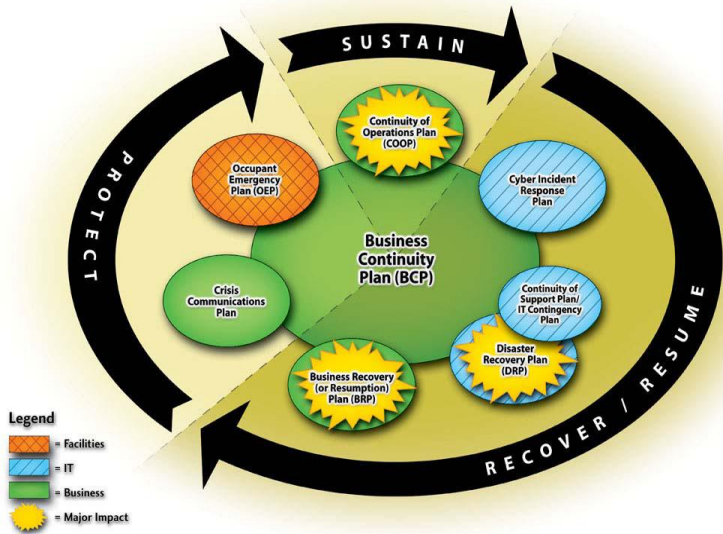 SUSTAIN
PROTECT
RECOVER / RESUME
Continuity of
Operations Plan
(COOP)
Occupant
Emergency
Plan (OEP)
Cyber Incident
Response
Plan
Business
Continuity
Plan (BCP)
Crisis
Communications
Plan
Continuity of
Support Plan/
IT Contingency
Plan
Business Recovery
(or Resumption)
Plan (BRP)
Disaster
Recovery Plan
(DRP)
Legend
= Facilities
= IT
= Business
= Major Impact